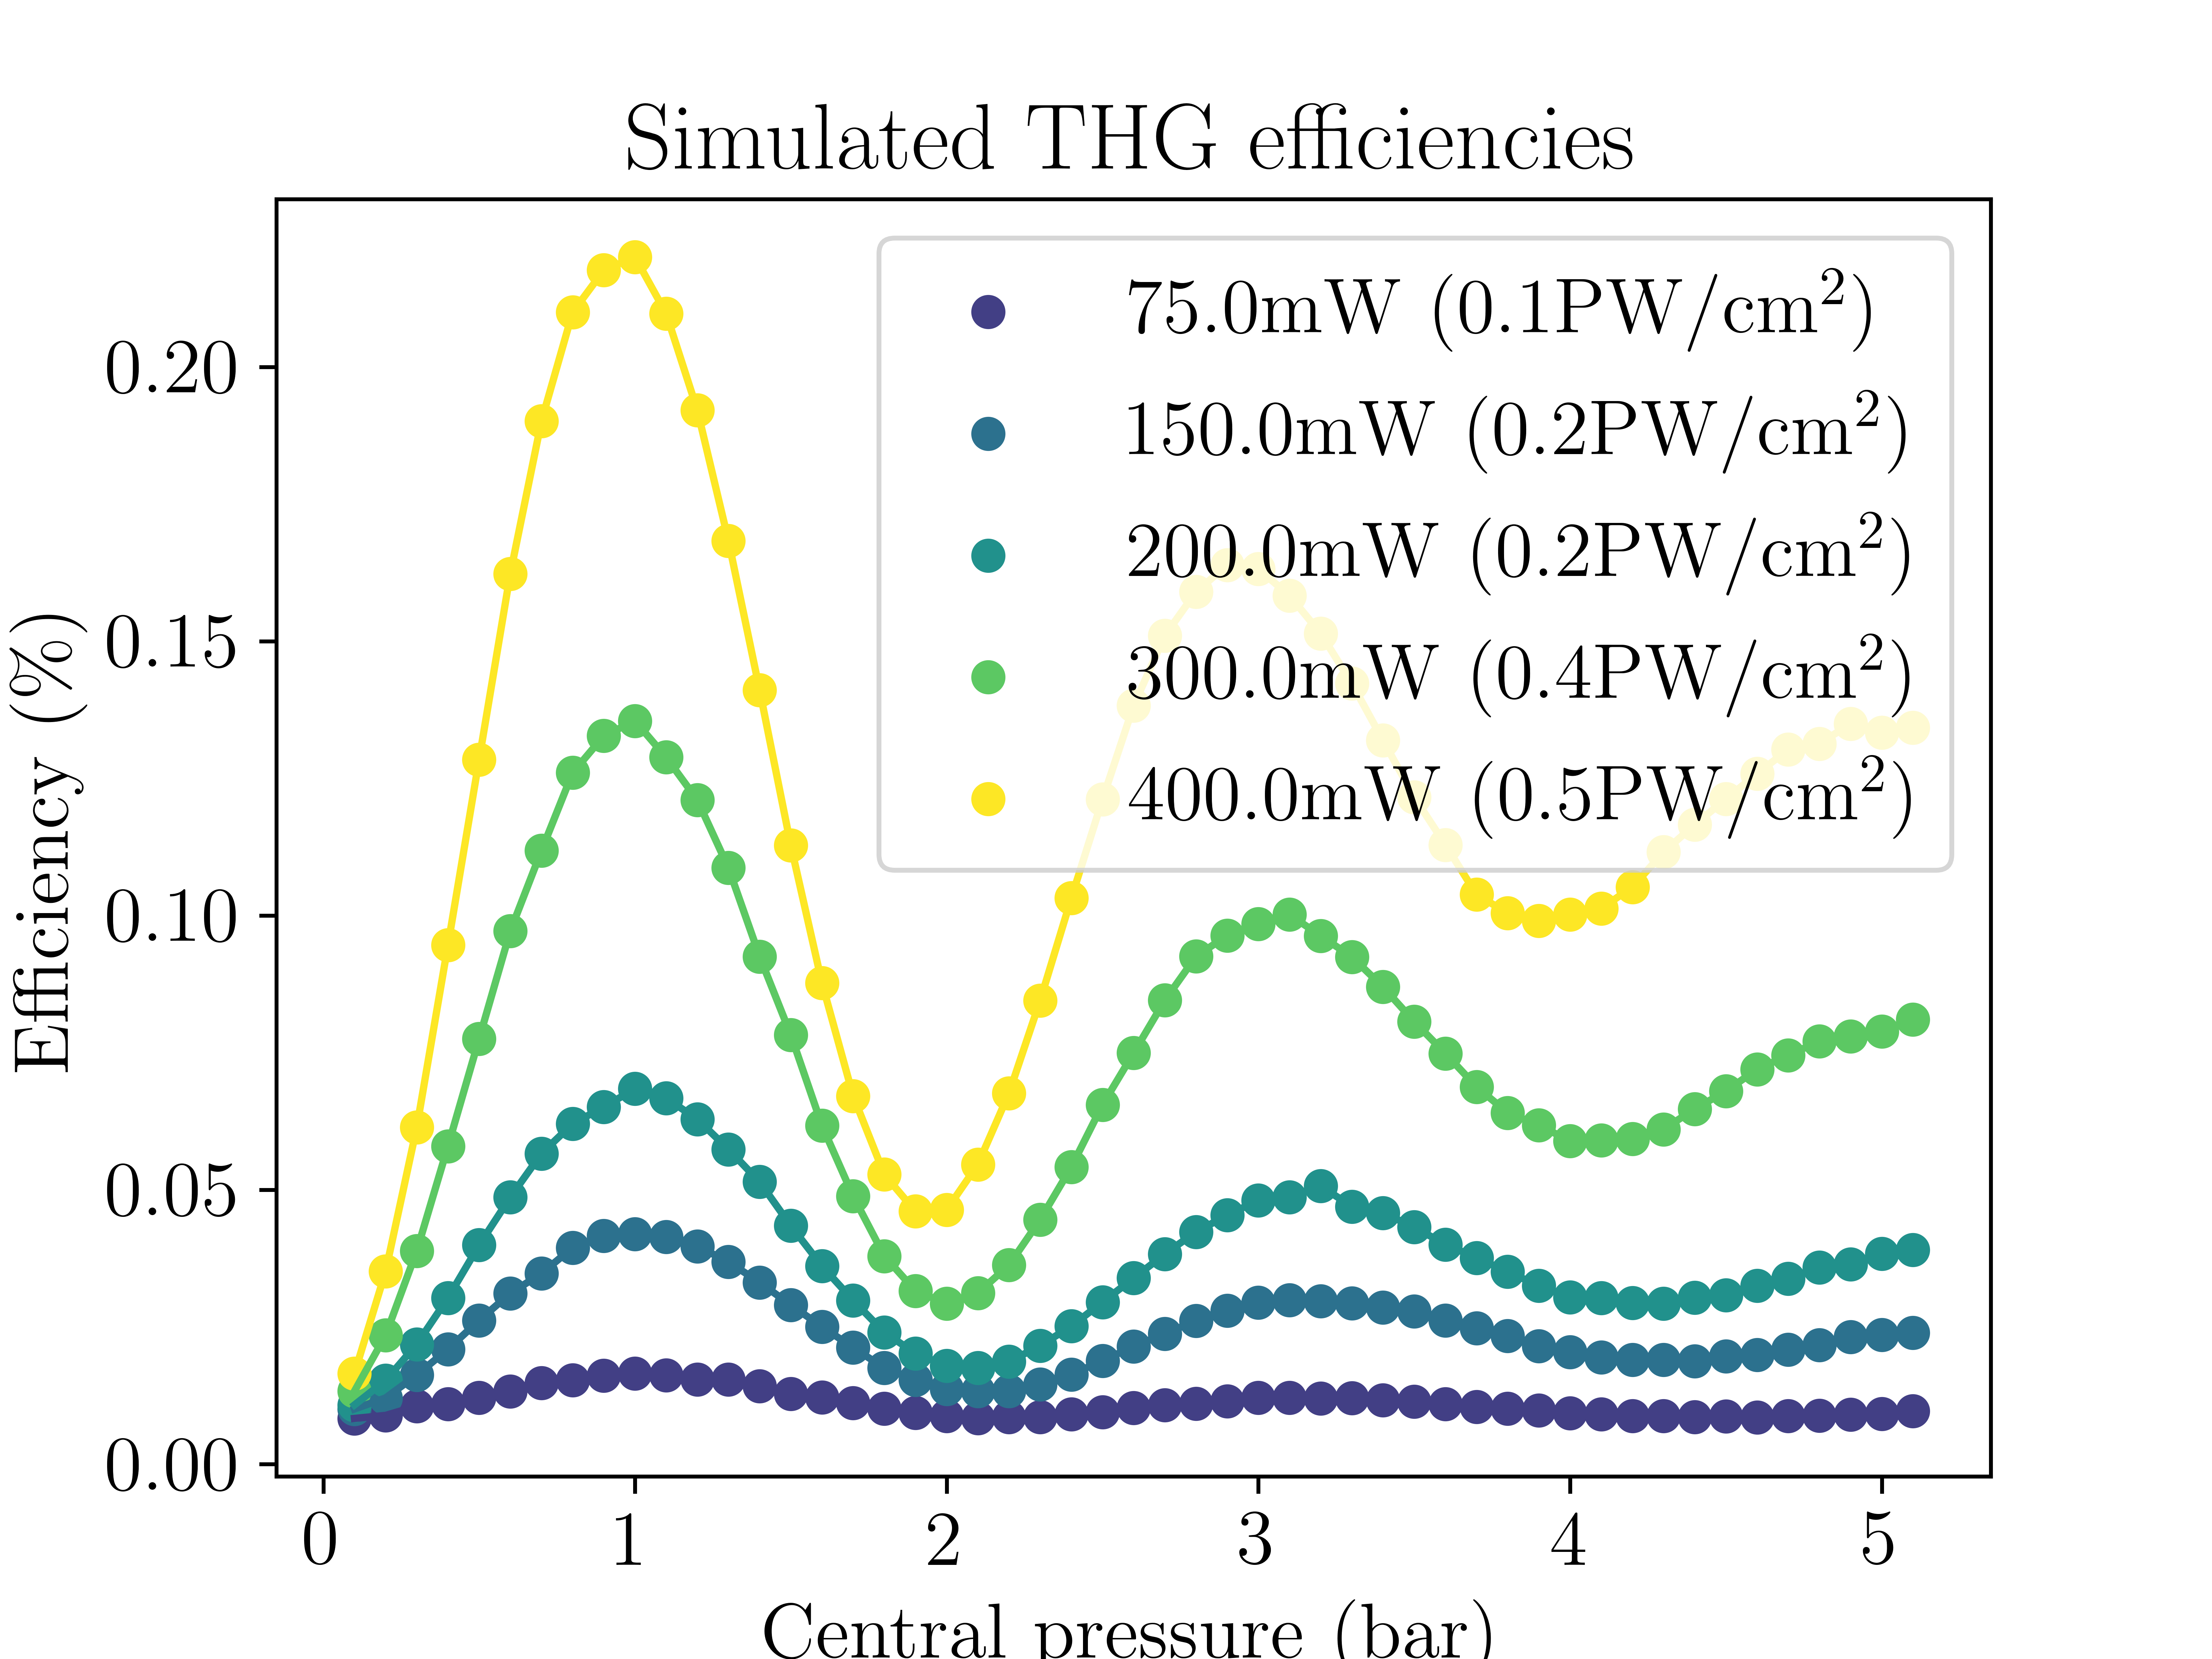 Simulated THG efficiencies
75.0mW (0.1PW/cm²)
150.0mW (0.2PW/cm²)
200.0mW (0.2PW/cm²)
300.0mW (0.4PW/cm²)
400.0mW (0.5PW/cm²)
Efficiency (%)
0.20
0.15
0.10
0.05
0.00
0 1 2 3 4 5
Central pressure (bar)